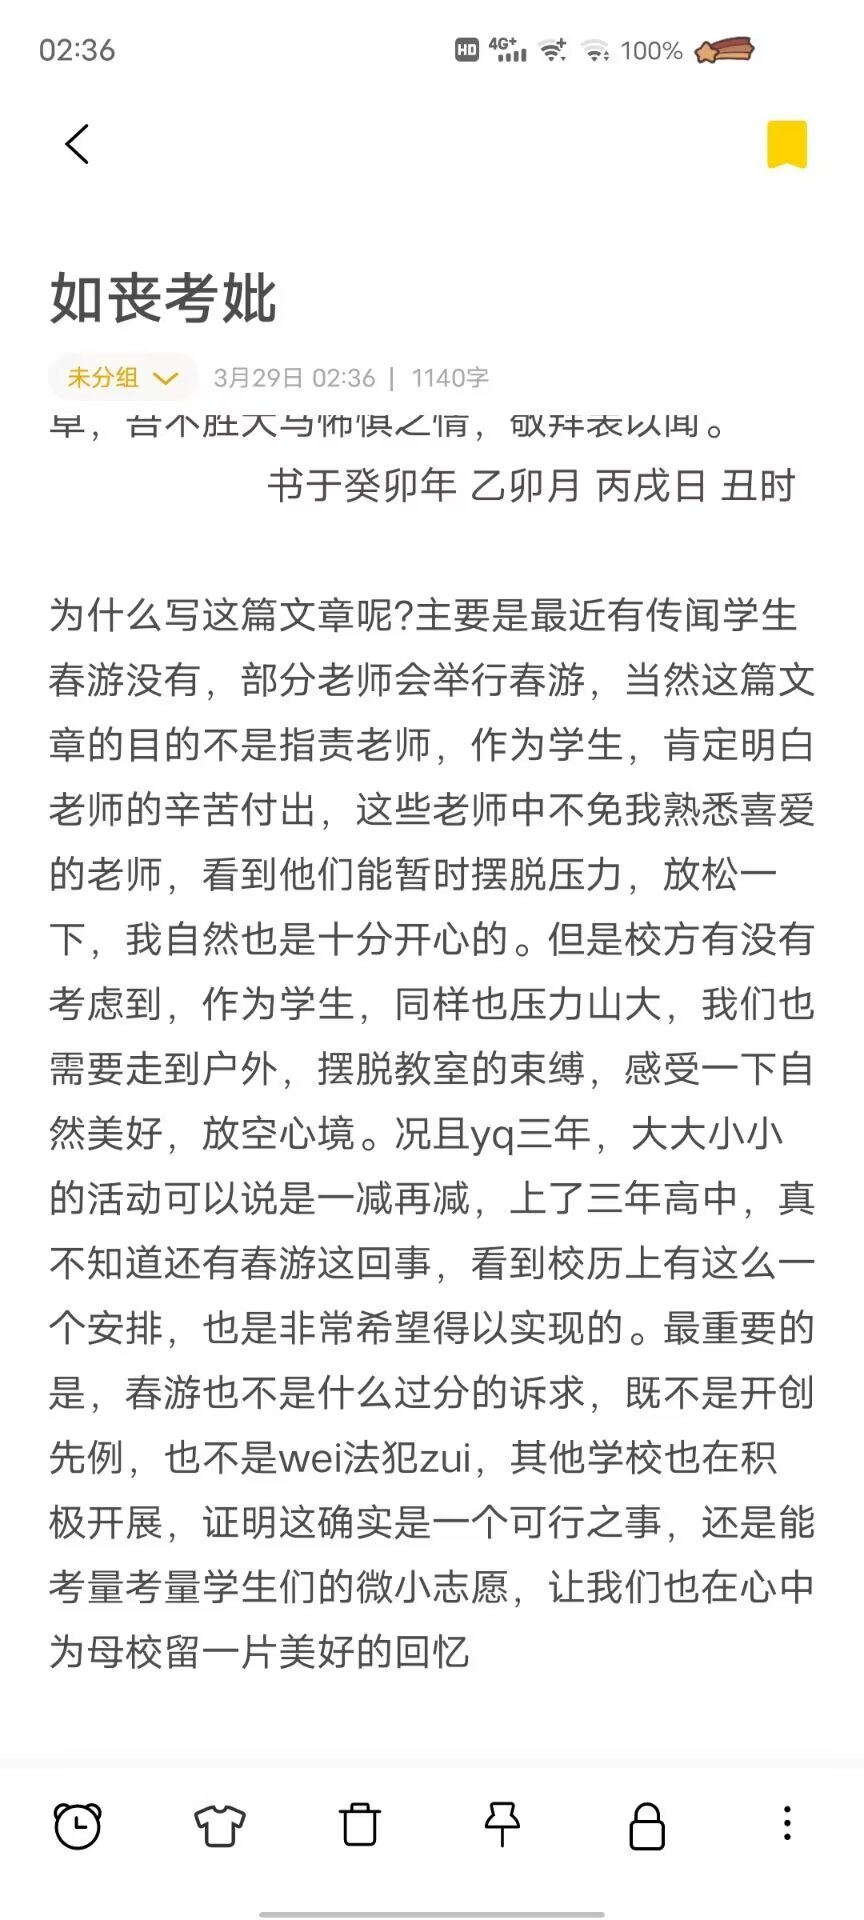 02:36
HD 4G+ 100%
如丧考妣
未分组 3月29日 02:36 | 1140字
草，吾不胜犬马怖惧之情，敬拜表以闻。
书于癸卯年 乙卯月 丙戌日 丑时
为什么写这篇文章呢?主要是最近有传闻学生
春游没有，部分老师会举行春游，当然这篇文
章的目的不是指责老师，作为学生，肯定明白
老师的辛苦付出，这些老师中不免我熟悉喜爱
的老师，看到他们能暂时摆脱压力，放松一
下，我自然也是十分开心的。但是校方有没有
考虑到，作为学生，同样也压力山大，我们也
需要走到户外，摆脱教室的束缚，感受一下自
然美好，放空心境。况且yq三年，大大小小
的活动可以说是一减再减，上了三年高中，真
不知道还有春游这回事，看到校历上有这么一
个安排，也是非常希望得以实现的。最重要的
是，春游也不是什么过分的诉求，既不是开创
先例，也不是wei法犯zui，其他学校也在积
极开展，证明这确实是一个可行之事，还是能
考量考量学生们的微小志愿，让我们也在心中
为母校留一片美好的回忆